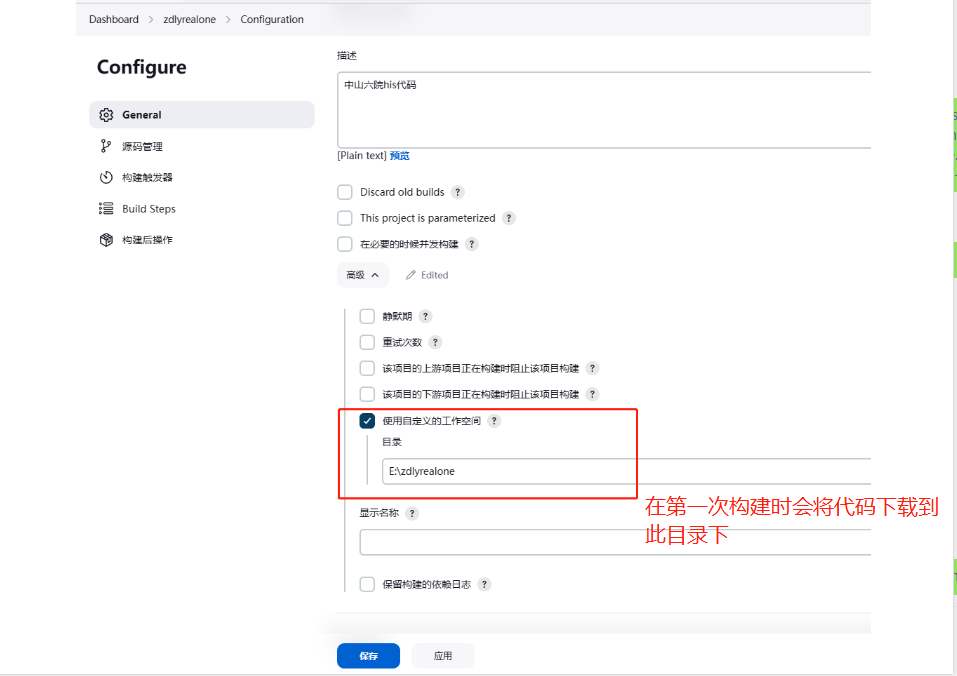 Dashboard > zdlyrealone > Configuration
Configure
General
源码管理
构建触发器
Build Steps
构建后操作
描述
中山六院his代码
[Plain text] 预览
Discard old builds ?
This project is parameterized ?
在必要的时候并发构建 ?
高级 Edited
静默期 ?
重试次数 ?
该项目的上游项目正在构建时阻止该项目构建 ?
该项目的下游项目正在构建时阻止该项目构建 ?
使用自定义的工作空间 ?
目录
E:\zdlyrealone
在第一次构建时会将代码下载到
此目录下
显示名称 ?
保留构建的依赖日志 ?
保存 应用